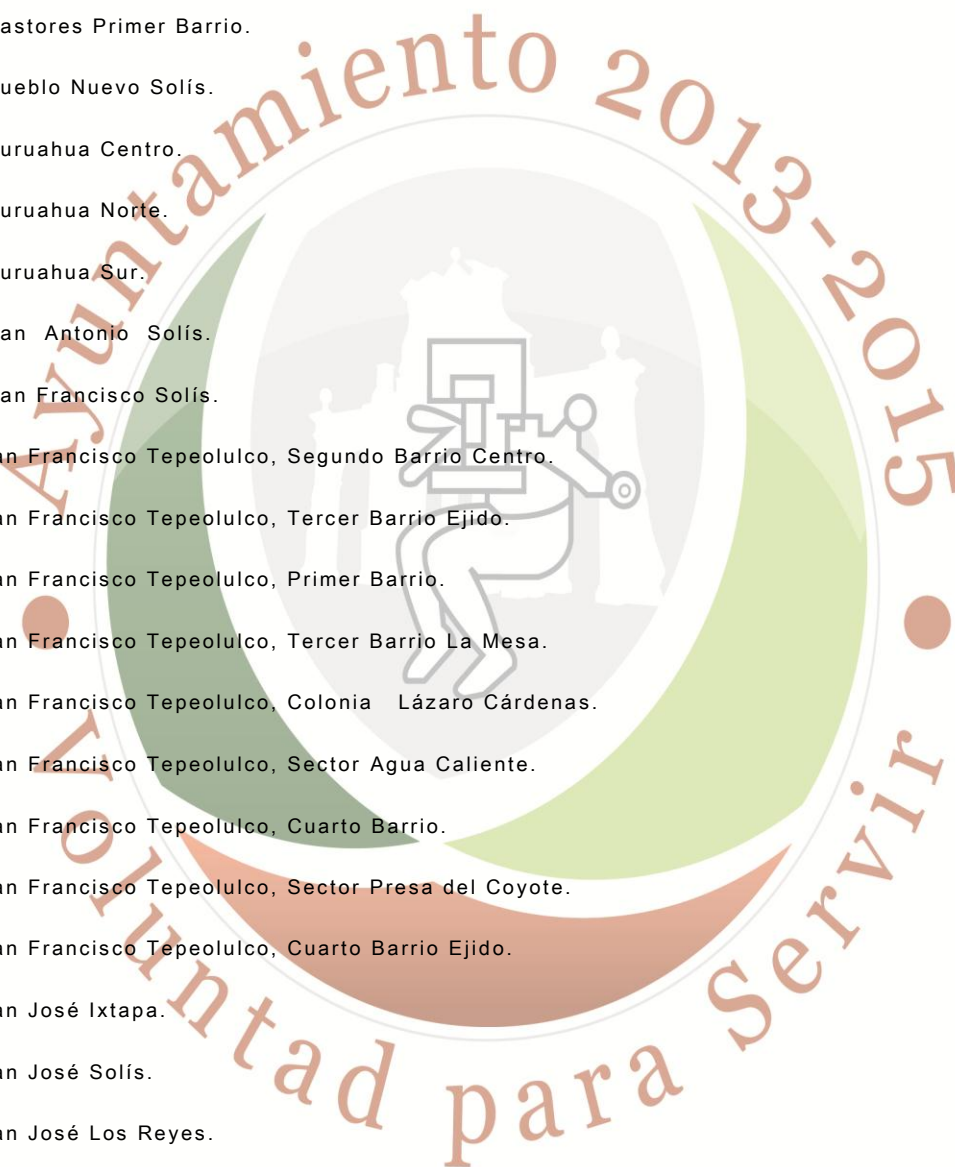 astores Primer Barrio.
ueblo Nuevo Solís.
uruahua Centro.
uruahua Norte.
uruahua Sur.
an Antonio Solís.
an Francisco Solís.
an Francisco Tepeolulco, Segundo Barrio Centro.
an Francisco Tepeolulco, Tercer Barrio Ejido.
an Francisco Tepeolulco, Primer Barrio.
an Francisco Tepeolulco, Tercer Barrio La Mesa.
an Francisco Tepeolulco, Colonia Lázaro Cárdenas.
an Francisco Tepeolulco, Sector Agua Caliente.
an Francisco Tepeolulco, Cuarto Barrio.
an Francisco Tepeolulco, Sector Presa del Coyote.
an Francisco Tepeolulco, Cuarto Barrio Ejido.
an José Ixtapa.
an José Solís.
an José Los Reyes.
Ayuntamiento 2013-2015
Voluntad para Servir